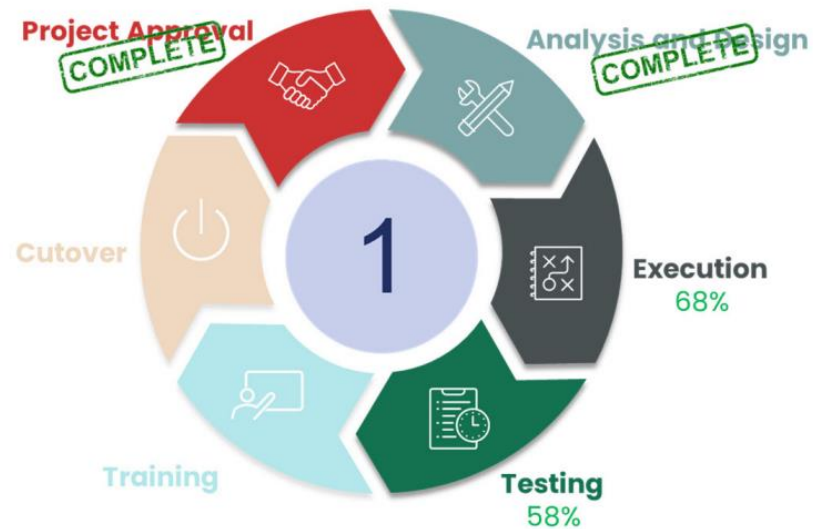 Project Approval
COMPLETE
Analysis and Design
COMPLETE
1
Cutover
Execution
68%
Training
Testing
58%